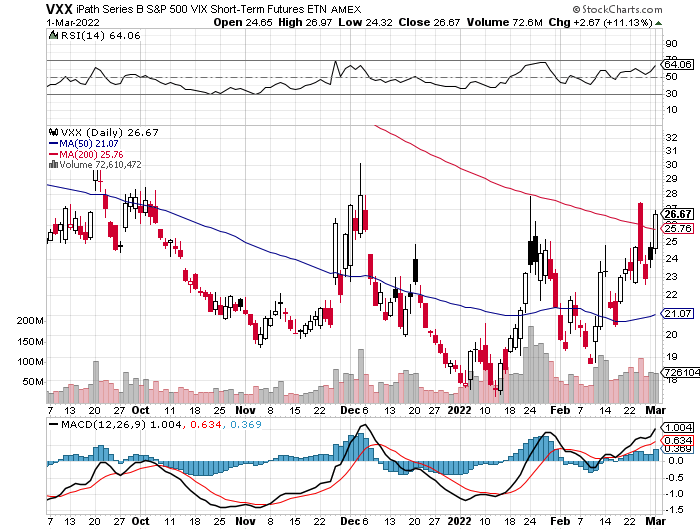 VXX iPath Series B S&P 500 VIX Short-Term Futures ETN AMEX © StockCharts.com
1-Mar-2022 Open 24.65 High 26.97 Low 24.32 Close 26.67 Volume 72.6M Chg +2.67 (+11.13%)
RSI(14) 64.06
90
70
64.06
50
30
10
VXX (Daily) 26.67
MA(50) 21.07
MA(200) 25.76
Volume 72,610,472
32
31
30
29
28
27
26.67
25.76
24
23
22
21.07
20
19
18
72610472
200M
150M
100M
50M
7 13 20 27 Oct 11 18 25 Nov 8 15 22 Dec 6 13 20 27 2022 10 18 24 Feb 7 14 22 Mar
MACD(12,26,9) 1.004, 0.634, 0.369
1.004
0.634
0.369
0.0
-0.5
-1.0
-1.5
7 13 20 27 Oct 11 18 25 Nov 8 15 22 Dec 6 13 20 27 2022 10 18 24 Feb 7 14 22 Mar